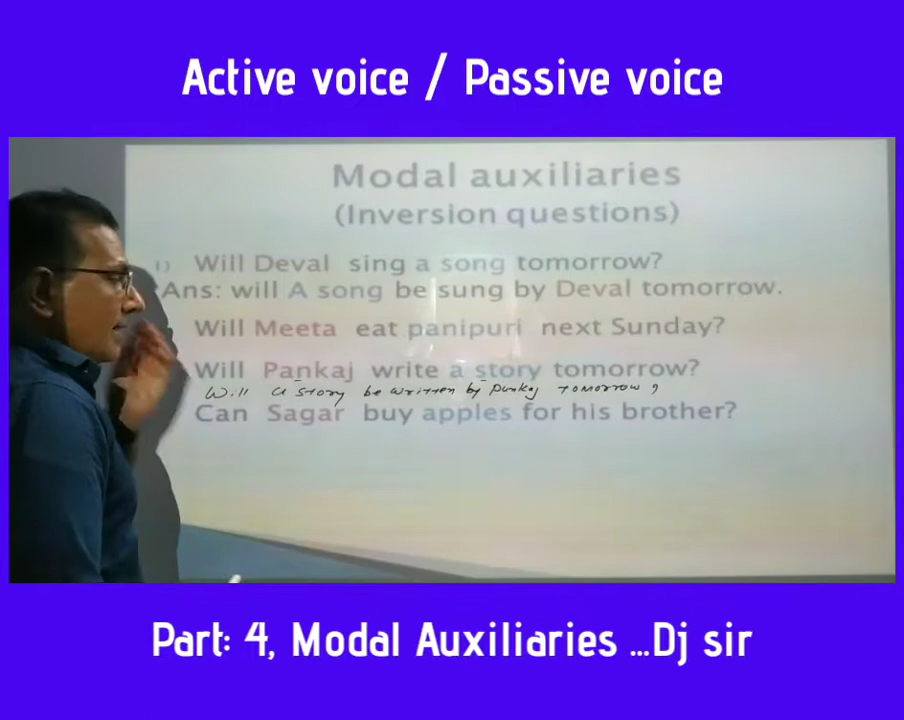 Active voice / Passive voice
Modal auxiliaries
(Inversion questions)
1) Will Deval sing a song tomorrow?
Ans: will A song be sung by Deval tomorrow.
Will Meeta eat panipuri next Sunday?
Will Pankaj write a story tomorrow?
Will a story be written by Pankaj tomorrow ?
Can Sagar buy apples for his brother?
Part: 4, Modal Auxiliaries ...Dj sir